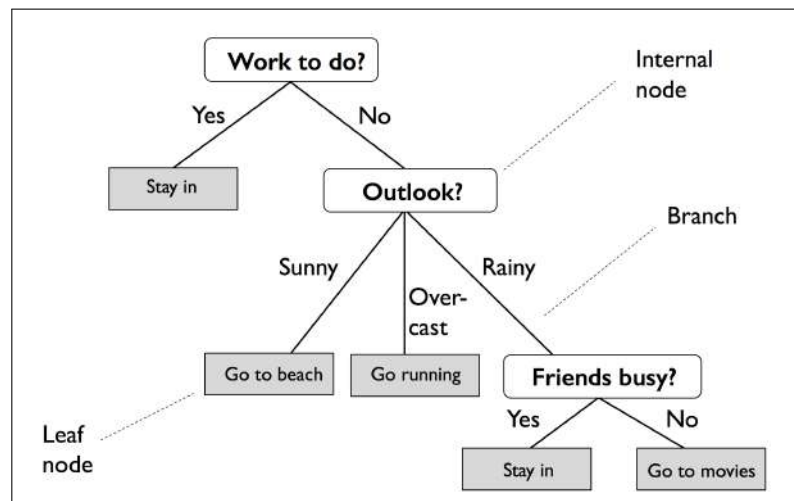 Work to do?
Internal
node
Yes
No
Stay in
Outlook?
Branch
Sunny
Over-
cast
Rainy
Go to beach
Go running
Friends busy?
Leaf
node
Yes
No
Stay in
Go to movies